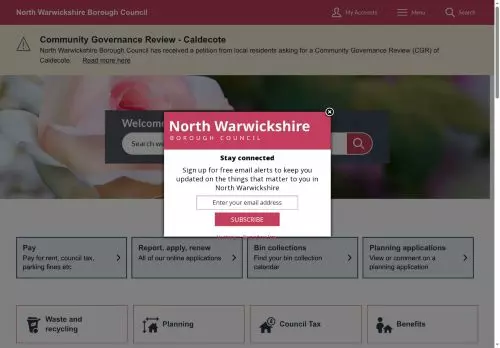 North Warwickshire Borough Council
My Accounts
Menu
Search
Community Governance Review - Caldecote
North Warwickshire Borough Council has received a petition from local residents asking for a Community Governance Review (CGR) of
Caldecote. Read more here
Welcome
Search we
North Warwickshire
BOROUGH COUNCIL
Stay connected
Sign up for free email alerts to keep you
updated on the things that matter to you in
North Warwickshire
Enter your email address
SUBSCRIBE
Pay
Pay for rent, council tax,
parking fines etc
Report, apply, renew
All of our online applications
Bin collections
Find your bin collection
calendar
Planning applications
View or comment on a
planning application
Waste and
recycling
Planning
Council Tax
Benefits